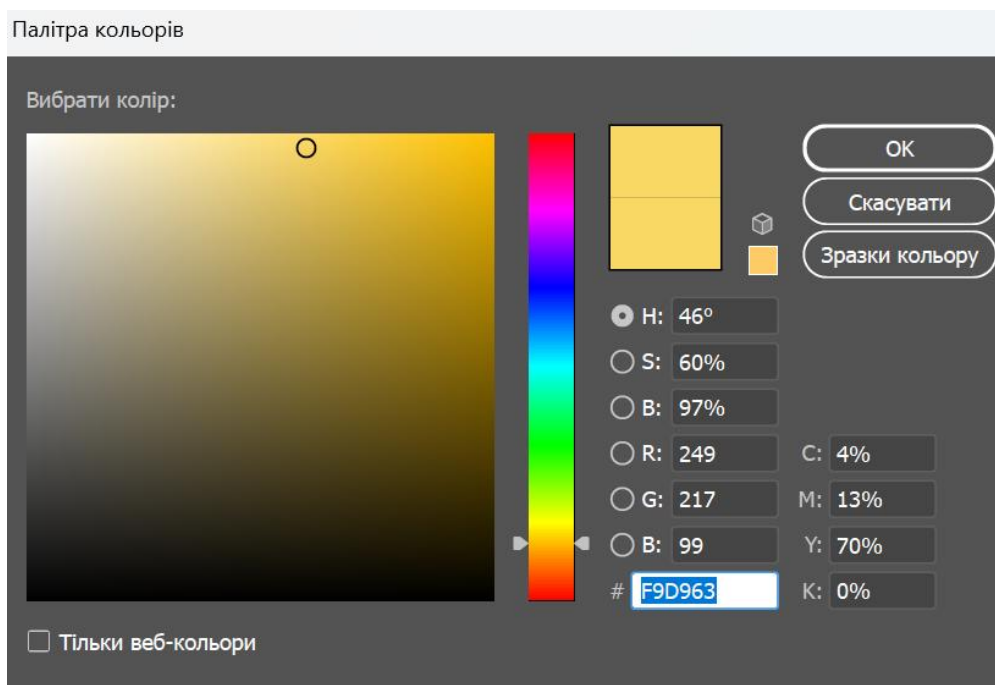 Палітра кольорів
Вибрати колір:
OK
Скасувати
Зразки кольору
H: 46º
S: 60%
B: 97%
R: 249 C: 4%
G: 217 M: 13%
B: 99 Y: 70%
# F9D963 K: 0%
Тільки веб-кольори